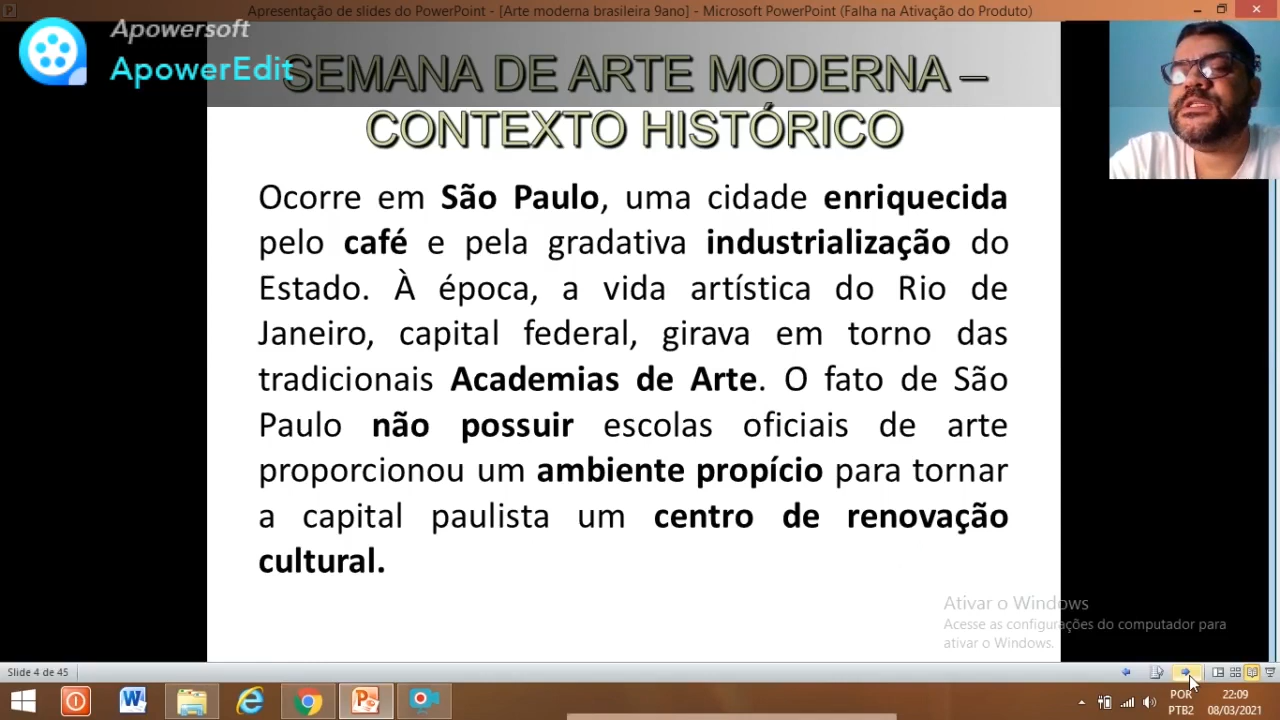 Apresentação de slides do PowerPoint - [Arte moderna brasileira 9ano] - Microsoft PowerPoint (Falha na Ativação do Produto)
Apowersoft
ApowerEdit
SEMANA DE ARTE MODERNA –
CONTEXTO HISTÓRICO
Ocorre em São Paulo, uma cidade enriquecida
pelo café e pela gradativa industrialização do
Estado. À época, a vida artística do Rio de
Janeiro, capital federal, girava em torno das
tradicionais Academias de Arte. O fato de São
Paulo não possuir escolas oficiais de arte
proporcionou um ambiente propício para tornar
a capital paulista um centro de renovação
cultural.
Ativar o Windows
Acesse as configurações do computador para
ativar o Windows.
Slide 4 de 45
POR
PTB2
22:09
08/03/2021